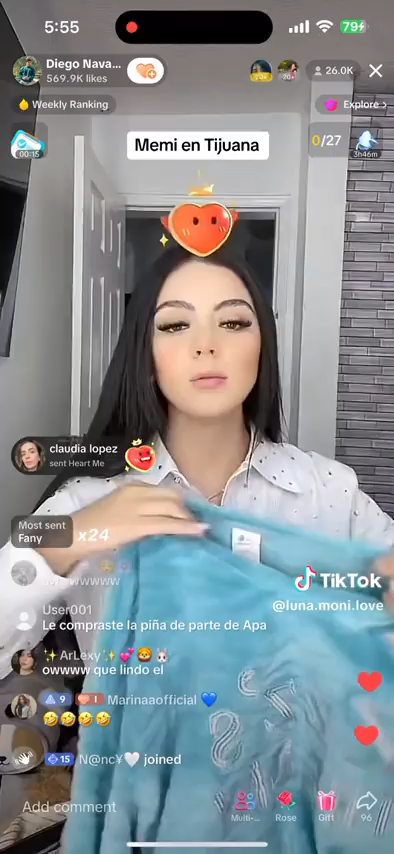 5:55
79
Diego Nava...
569.9K likes
20+
26.0K
Weekly Ranking
Explore >
00:15
Memi en Tijuana
0/27
3h46m
claudia lopez
sent Heart Me
Most sent
Fany
x24
TikTok
@luna.moni.love
User001
Le compraste la piña de parte de Apa
ArLexy
owwww que lindo el
9
1
Marinaaofficial
15
N@nc¥ joined
Add comment
Multi-...
Rose
Gift
96